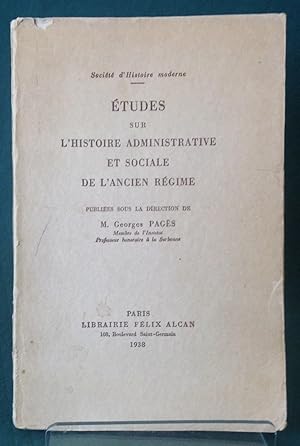 Société d'Histoire moderne
ÉTUDES
SUR
L'HISTOIRE ADMINISTRATIVE
ET SOCIALE
DE L'ANCIEN RÉGIME
PUBLIÉES SOUS LA DIRECTION DE
M. Georges PAGÈS
Membre de l'Institut
Professeur honoraire à la Sorbonne
PARIS
LIBRAIRIE FÉLIX ALCAN
108, Boulevard Saint-Germain
1938